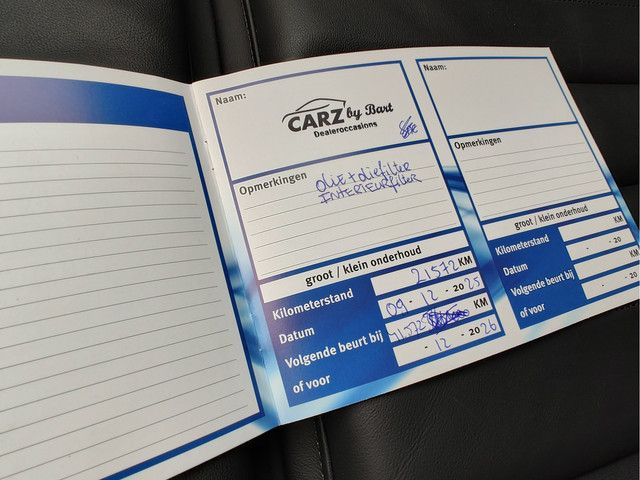 Naam:
CARZ by Bart
Dealeroccasions
Opmerkingen
olie + oliefilter
INTERIEURfilter
groot / klein onderhoud
Kilometerstand 21572 KM
Datum 09 - 12 - 2025
Volgende beurt bij KM
of voor - 12 - 2026
Naam:
Opmerkingen
groot / klein onderhoud
Kilometerstand KM
Datum - - 20
Volgende beurt bij KM
of voor - - 20